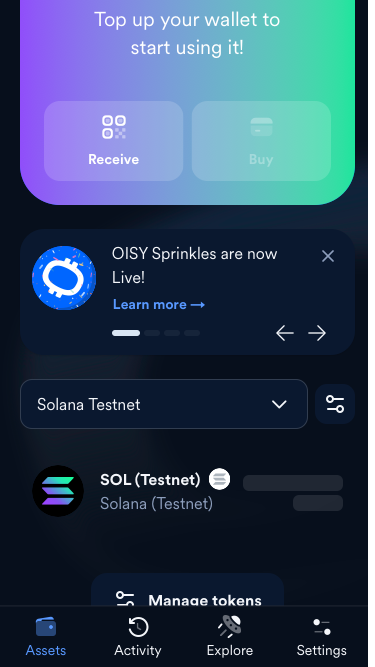 Top up your wallet to
start using it!
Receive
Buy
OISY Sprinkles are now
Live!
Learn more →
Solana Testnet
SOL (Testnet)
Solana (Testnet)
Manage tokens
Assets
Activity
Explore
Settings